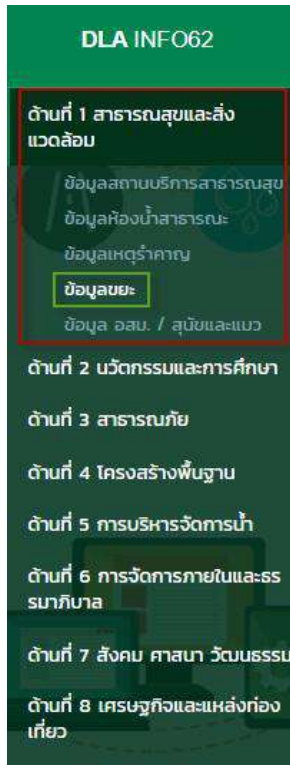 DLA INFO62
ด้านที่ 1 สาธารณสุขและสิ่ง
แวดล้อม
ข้อมูลสถานบริการสาธารณสุข
ข้อมูลห้องน้ำสาธารณะ
ข้อมูลเหตุรำคาญ
ข้อมูลขยะ
ข้อมูล อสม. / สุนัขและแมว
ด้านที่ 2 นวัตกรรมและการศึกษา
ด้านที่ 3 สาธารณภัย
ด้านที่ 4 โครงสร้างพื้นฐาน
ด้านที่ 5 การบริหารจัดการน้ำ
ด้านที่ 6 การจัดการภายในและธร
รมาภิบาล
ด้านที่ 7 สังคม ศาสนา วัฒนธรรม
ด้านที่ 8 เศรษฐกิจและแหล่งท่อง
เที่ยว